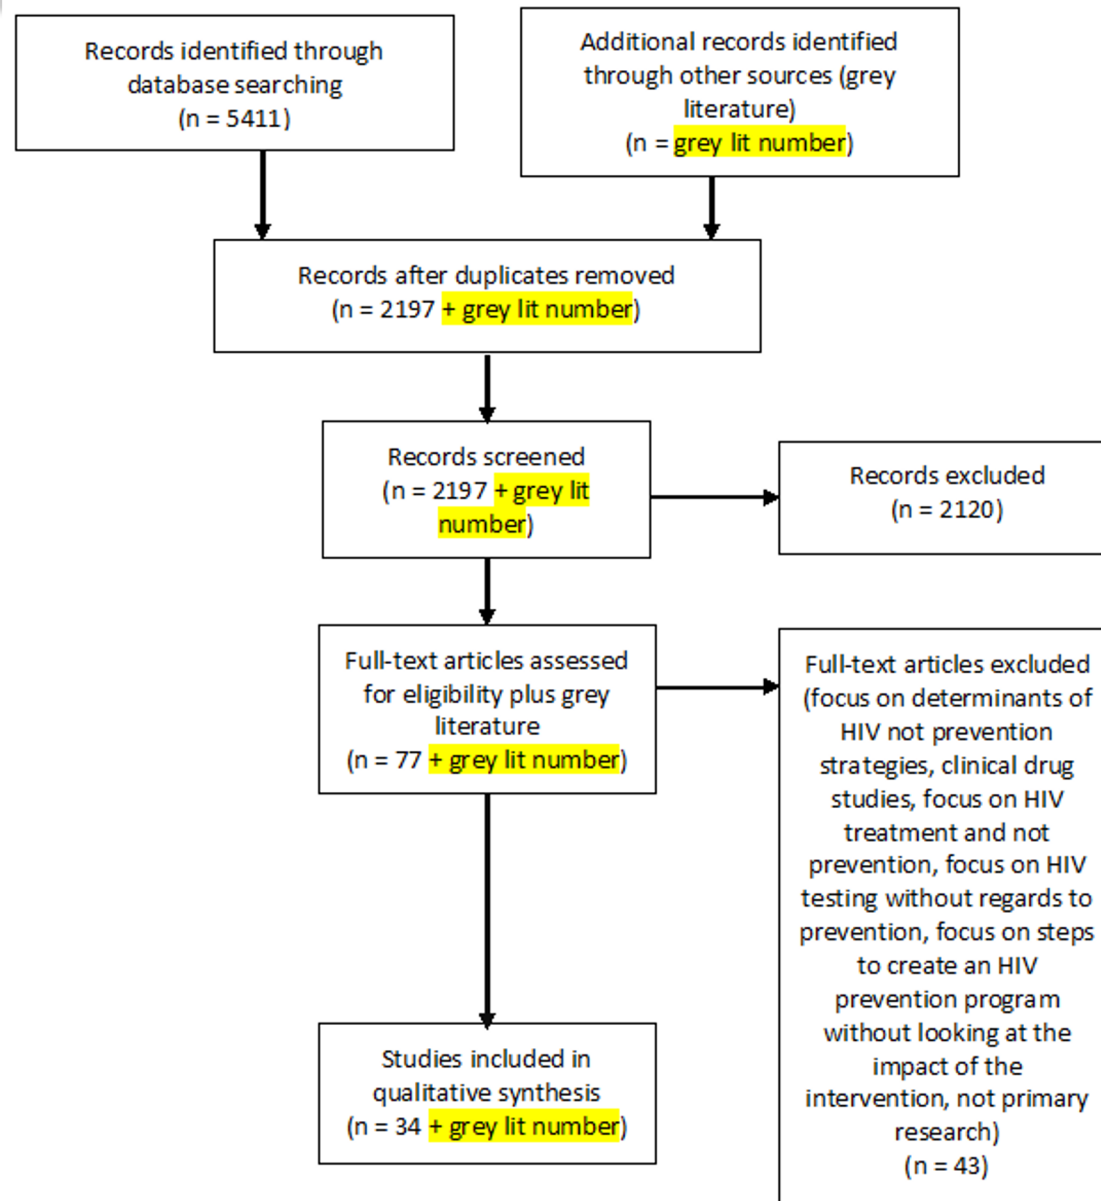 Records identified through
database searching
(n = 5411)
Additional records identified
through other sources (grey
literature)
(n = grey lit number)
Records after duplicates removed
(n = 2197 + grey lit number)
Records screened
(n = 2197 + grey lit
number)
Records excluded
(n = 2120)
Full-text articles assessed
for eligibility plus grey
literature
(n = 77 + grey lit number)
Full-text articles excluded
(focus on determinants of
HIV not prevention
strategies, clinical drug
studies, focus on HIV
treatment and not
prevention, focus on HIV
testing without regards to
prevention, focus on steps
to create an HIV
prevention program
without looking at the
impact of the
intervention, not primary
research)
(n = 43)
Studies included in
qualitative synthesis
(n = 34 + grey lit number)